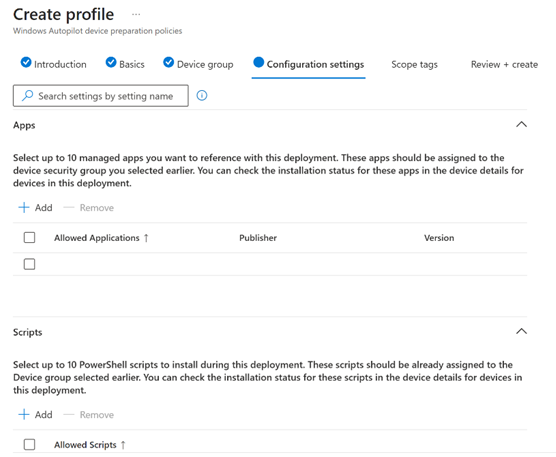 Create profile ...
Windows Autopilot device preparation policies
Introduction Basics Device group Configuration settings Scope tags Review + create
Search settings by setting name
Apps
Select up to 10 managed apps you want to reference with this deployment. These apps should be assigned to the
device security group you selected earlier. You can check the installation status for these apps in the device details for
devices in this deployment.
+ Add — Remove
Allowed Applications ↑ Publisher Version
Scripts
Select up to 10 PowerShell scripts to install during this deployment. These scripts should be already assigned to the
Device group selected earlier. You can check the installation status for these scripts in the device details for devices in
this deployment.
+ Add — Remove
Allowed Scripts ↑